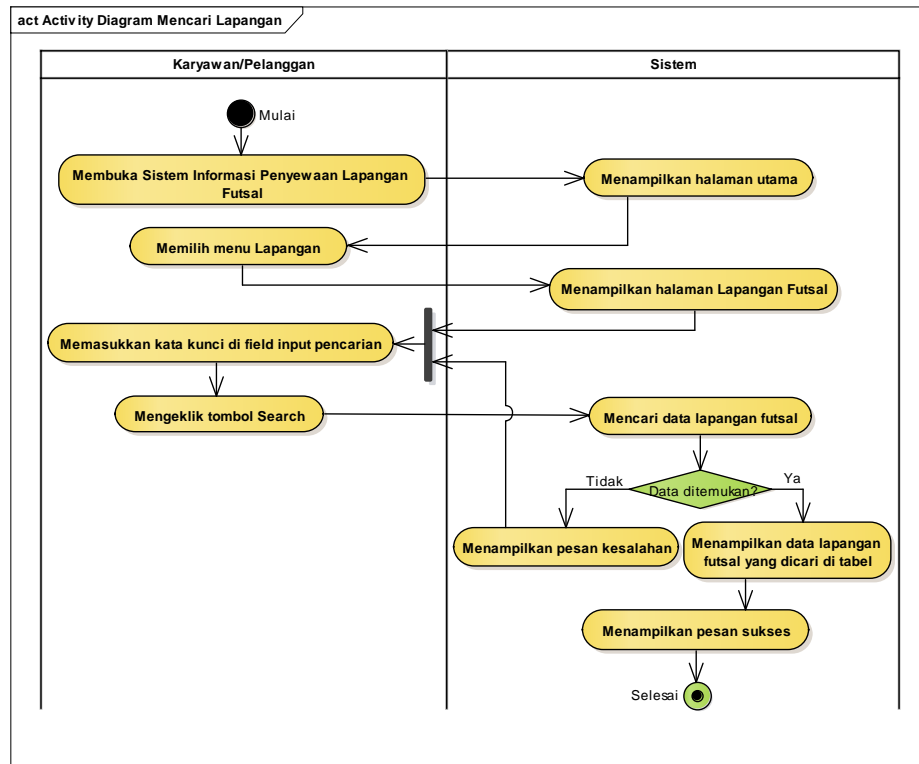 act Activity Diagram Mencari Lapangan
Karyawan/Pelanggan
Sistem
Mulai
Membuka Sistem Informasi Penyewaan Lapangan
Futsal
Menampilkan halaman utama
Memilih menu Lapangan
Menampilkan halaman Lapangan Futsal
Memasukkan kata kunci di field input pencarian
Mengeklik tombol Search
Mencari data lapangan futsal
Data ditemukan?
Tidak
Ya
Menampilkan pesan kesalahan
Menampilkan data lapangan
futsal yang dicari di tabel
Menampilkan pesan sukses
Selesai